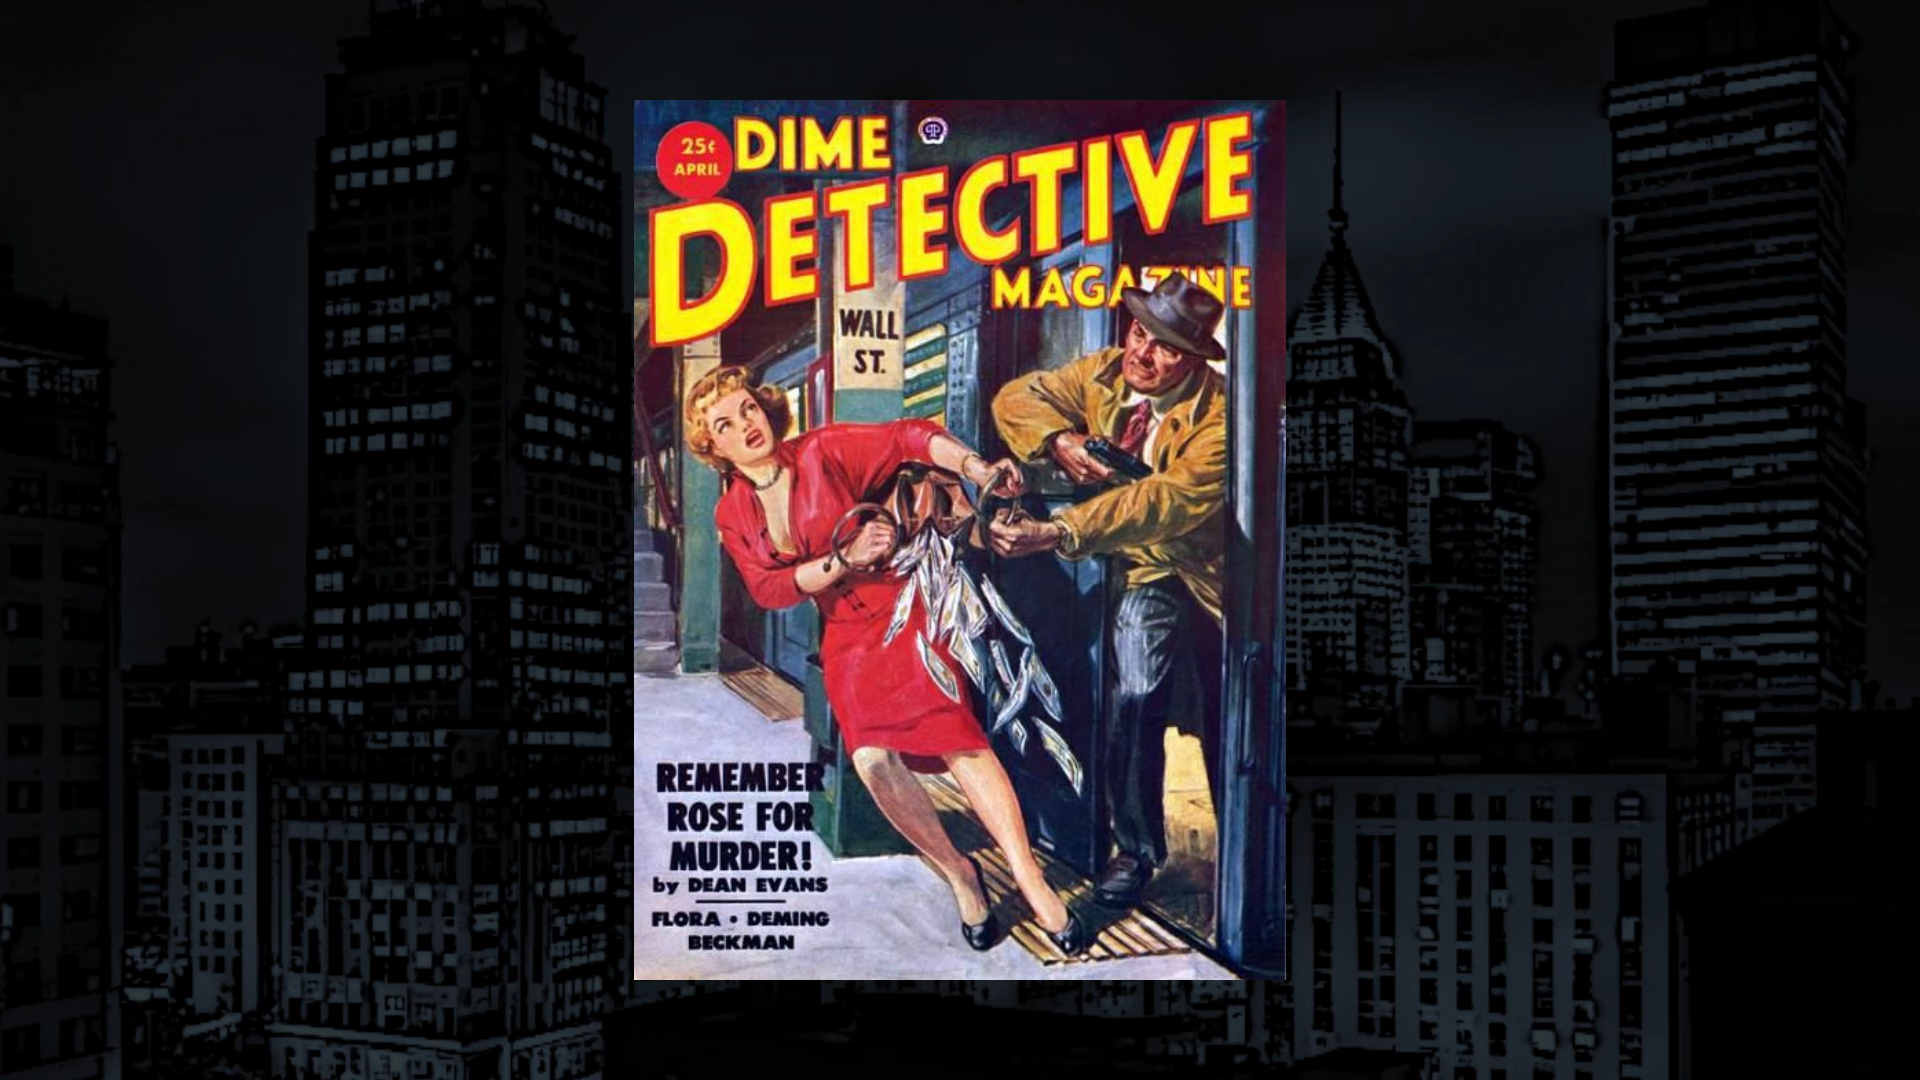 25¢
APRIL
DIME
DETECTIVE
MAGAZINE
WALL
ST.
REMEMBER
ROSE FOR
MURDER!
by DEAN EVANS
FLORA • DEMING
BECKMAN